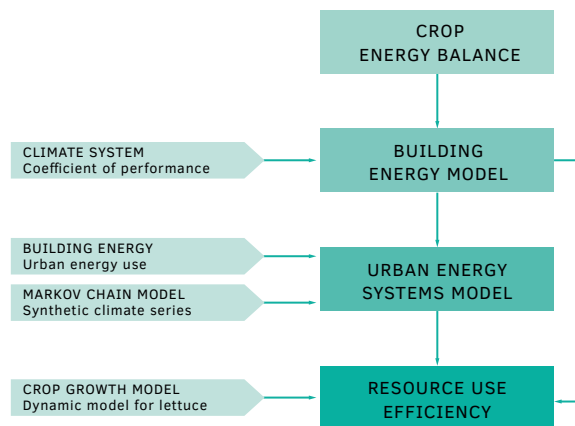 CROP
ENERGY BALANCE
CLIMATE SYSTEM
Coefficient of performance
BUILDING
ENERGY MODEL
BUILDING ENERGY
Urban energy use
MARKOV CHAIN MODEL
Synthetic climate series
URBAN ENERGY
SYSTEMS MODEL
CROP GROWTH MODEL
Dynamic model for lettuce
RESOURCE USE
EFFICIENCY